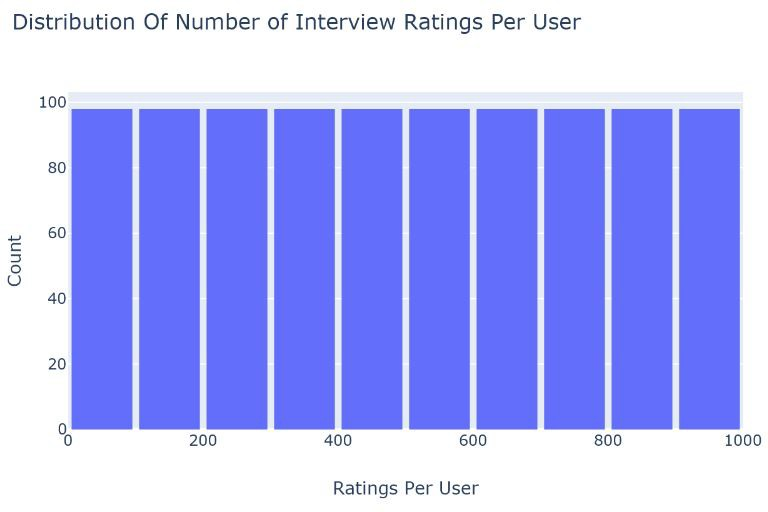 Distribution Of Number of Interview Ratings Per User
100
80
60
40
20
0
0 200 400 600 800 1000
Count
Ratings Per User